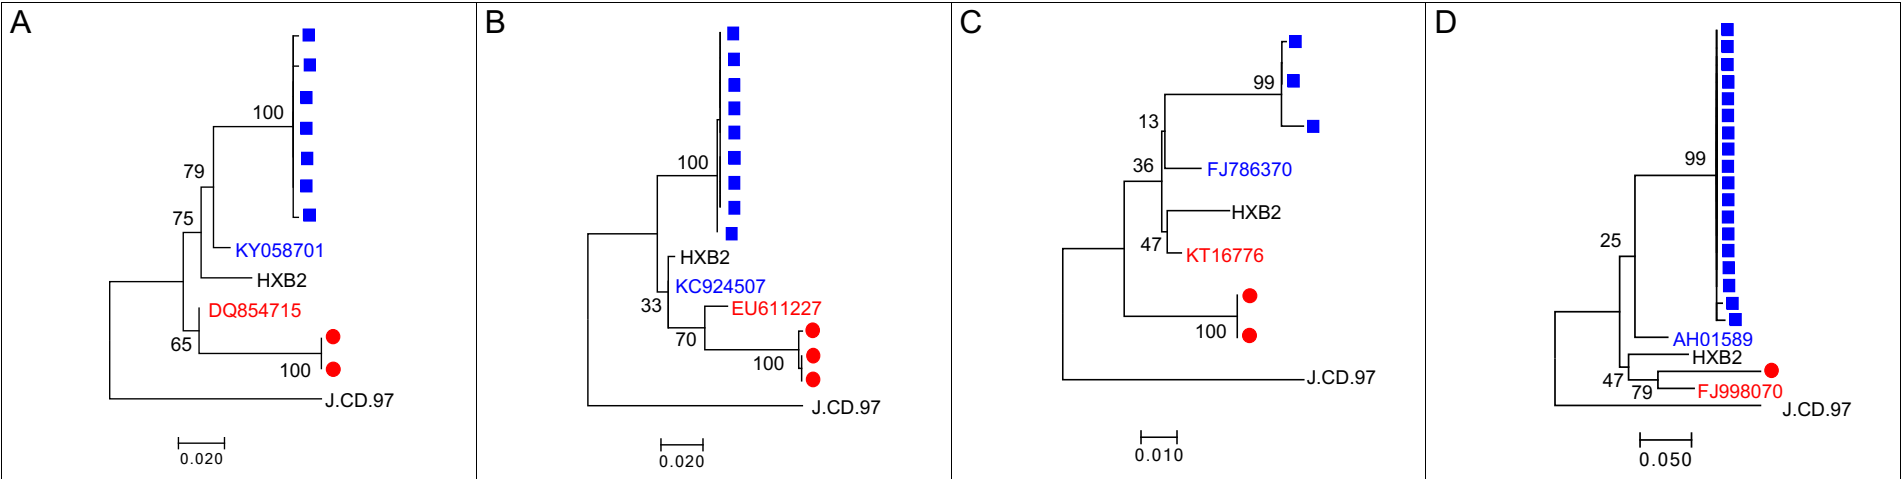 A
100
79
75
KY058701
HXB2
DQ854715
65
100
J.CD.97
0.020
B
100
HXB2
KC924507
33
EU611227
70
100
J.CD.97
0.020
C
99
13
36
FJ786370
HXB2
47
KT16776
100
J.CD.97
0.010
D
99
25
AH01589
HXB2
47
79
FJ998070
J.CD.97
0.050